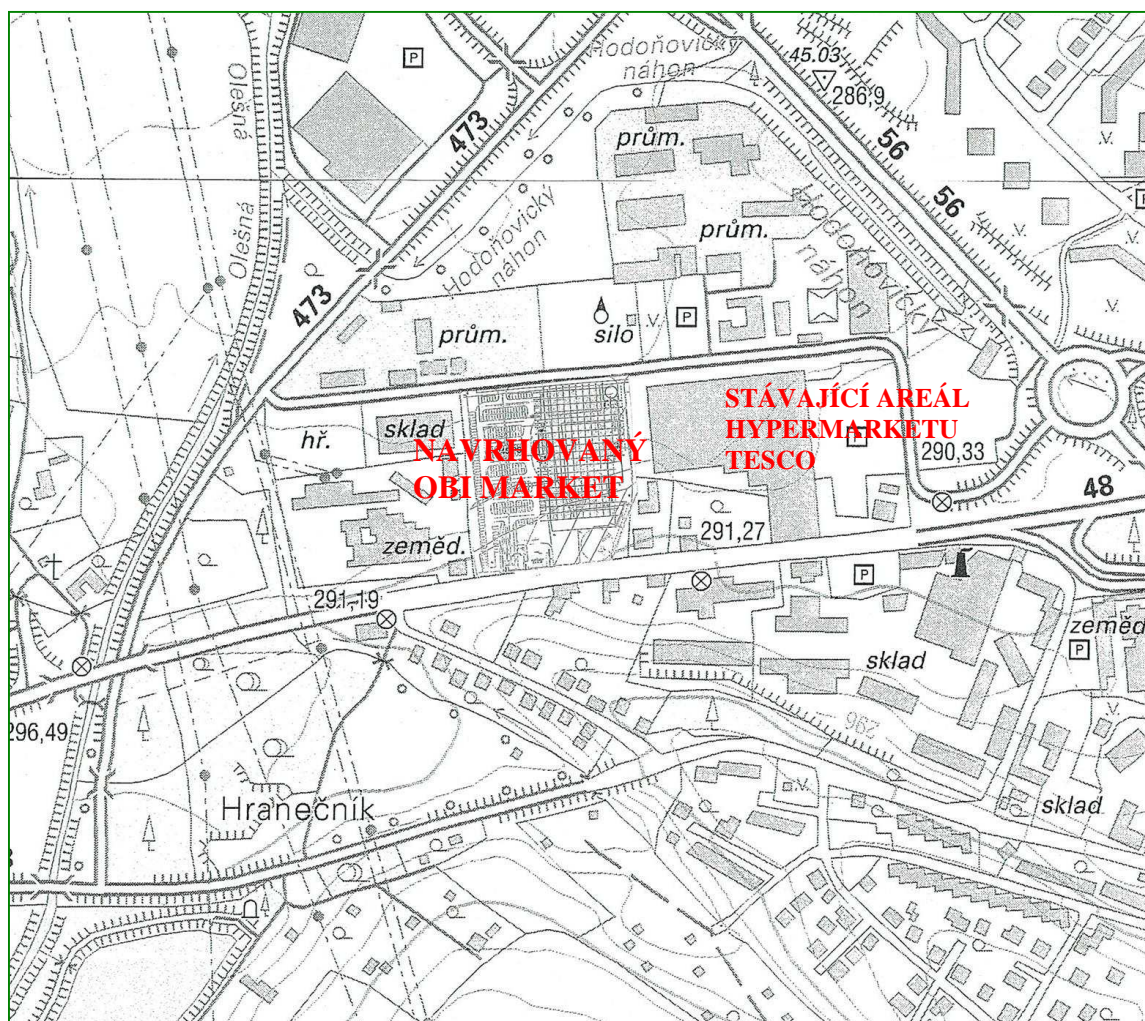 Hodoňovický
náhon
45.03
286,9
P
Olešná
473
prům.
56
56
Hodoňovický
náhon
prům.
Hodoňovický
náhon
Olešná
473
prům.
silo
P
STÁVAJÍCÍ AREÁL
HYPERMARKETU
TESCO
hř.
sklad
NAVRHOVANÝ
OBI MARKET
290,33
48
zeměd.
291,27
291,19
P
zeměd.
P
sklad
296,49
296
Hranečník
sklad